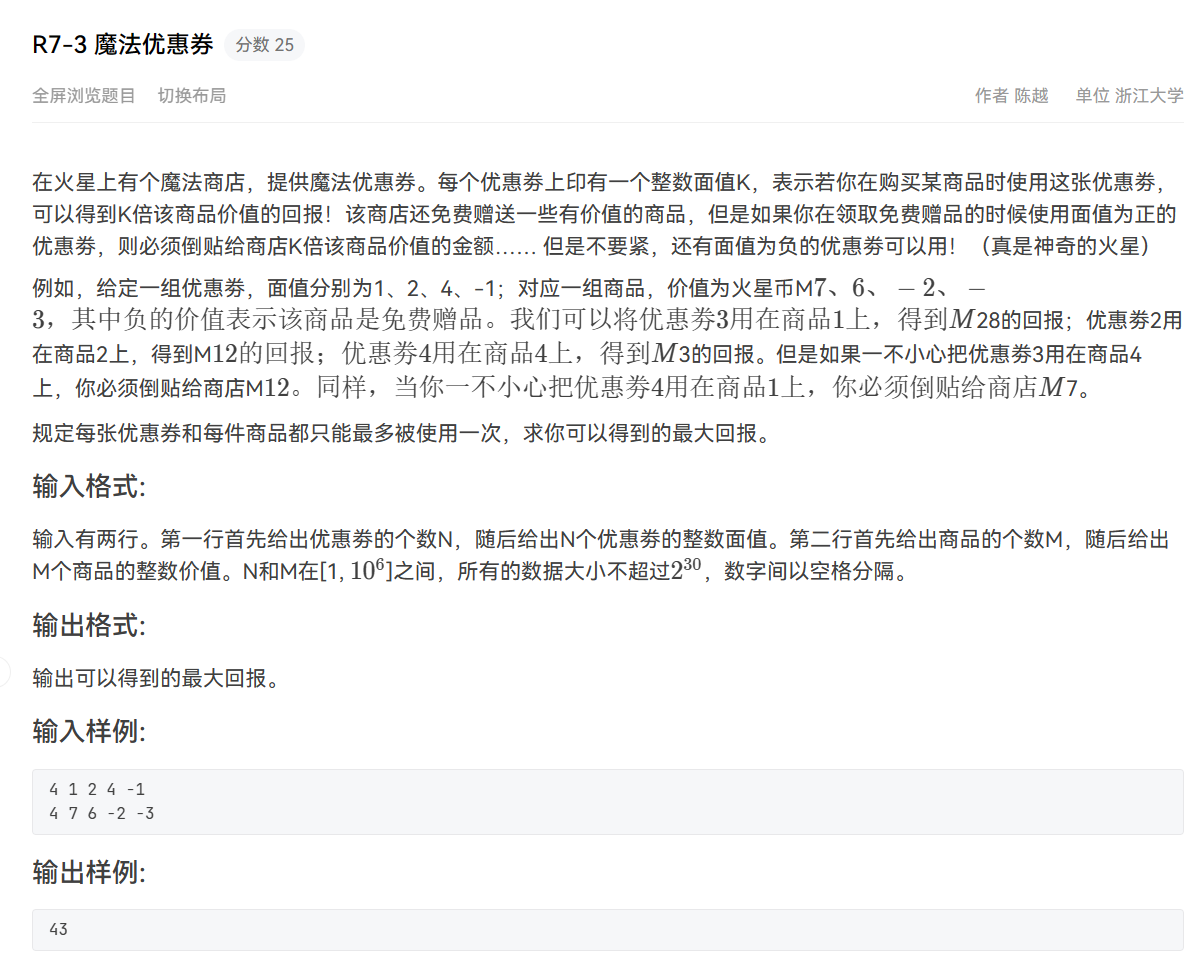 R7-3 魔法优惠券 分数 25
全屏浏览题目 切换布局 作者 陈越 单位 浙江大学
在火星上有个魔法商店，提供魔法优惠券。每个优惠劵上印有一个整数面值K，表示若你在购买某商品时使用这张优惠劵，
可以得到K倍该商品价值的回报！该商店还免费赠送一些有价值的商品，但是如果你在领取免费赠品的时候使用面值为正的
优惠劵，则必须倒贴给商店K倍该商品价值的金额…… 但是不要紧，还有面值为负的优惠劵可以用！（真是神奇的火星）
例如，给定一组优惠劵，面值分别为1、2、4、-1；对应一组商品，价值为火星币M7、6、－2、－
3，其中负的价值表示该商品是免费赠品。我们可以将优惠劵3用在商品1上，得到M28的回报；优惠劵2用
在商品2上，得到M12的回报；优惠劵4用在商品4上，得到M3的回报。但是如果一不小心把优惠劵3用在商品4
上，你必须倒贴给商店M12。同样，当你一不小心把优惠劵4用在商品1上，你必须倒贴给商店M7。
规定每张优惠券和每件商品都只能最多被使用一次，求你可以得到的最大回报。
输入格式:
输入有两行。第一行首先给出优惠劵的个数N，随后给出N个优惠劵的整数面值。第二行首先给出商品的个数M，随后给出
M个商品的整数价值。N和M在[1, 10⁶]之间，所有的数据大小不超过2³⁰，数字间以空格分隔。
输出格式:
输出可以得到的最大回报。
输入样例:
4 1 2 4 -1
4 7 6 -2 -3
输出样例:
43